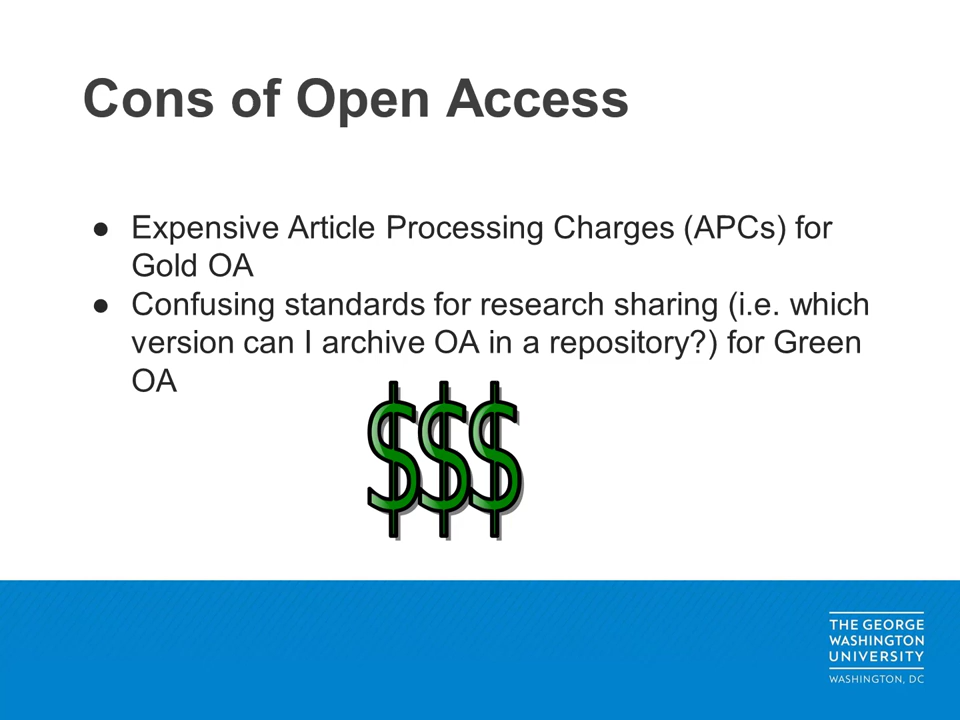 Cons of Open Access
● Expensive Article Processing Charges (APCs) for
Gold OA
● Confusing standards for research sharing (i.e. which
version can I archive OA in a repository?) for Green
OA
$$$
THE GEORGE
WASHINGTON
UNIVERSITY
WASHINGTON, DC